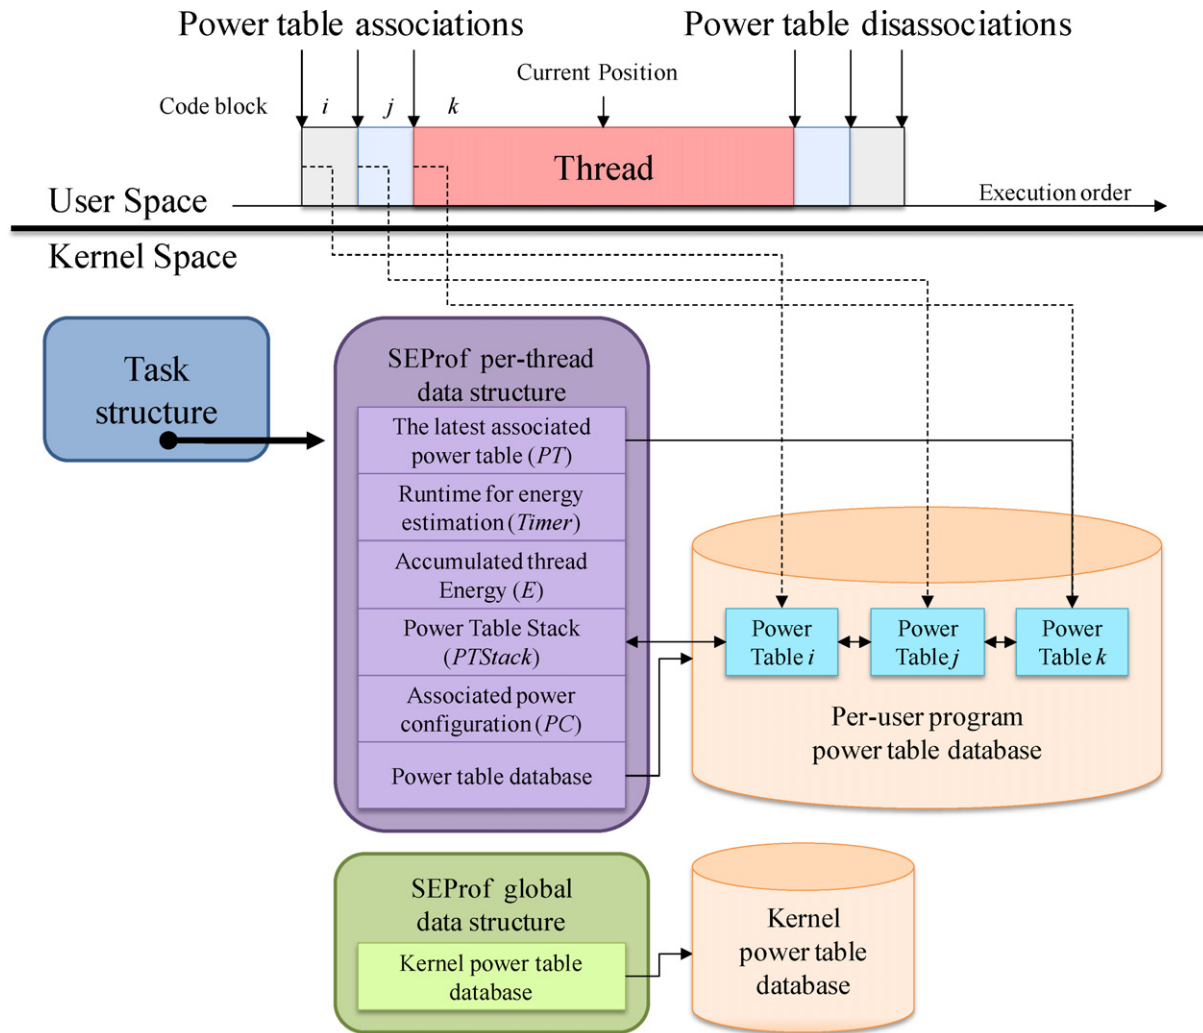 Power table associations
Power table disassociations
Current Position
Code block
i
j
k
Thread
User Space
Execution order
Kernel Space
Task
structure
SEProf per-thread
data structure
The latest associated
power table (PT)
Runtime for energy
estimation (Timer)
Accumulated thread
Energy (E)
Power Table Stack
(PTStack)
Associated power
configuration (PC)
Power table database
Power
Table i
Power
Table j
Power
Table k
Per-user program
power table database
SEProf global
data structure
Kernel power table
database
Kernel
power table
database